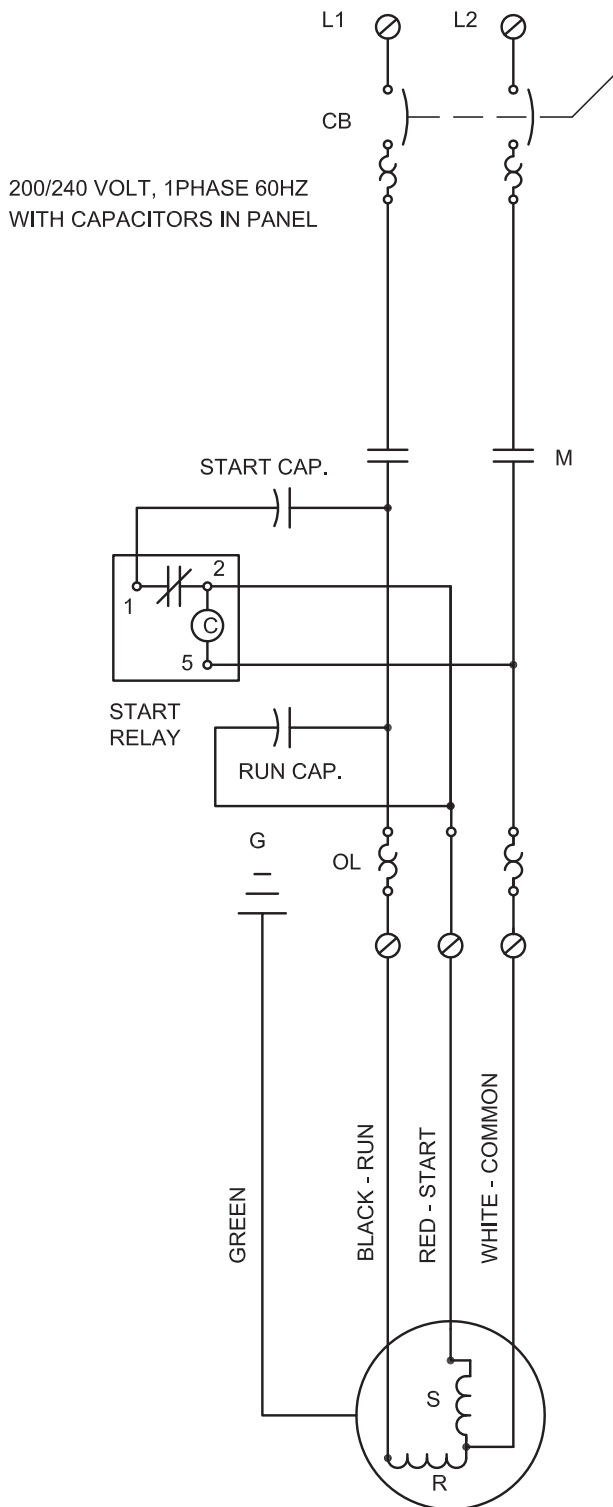 L1
L2
CB
200/240 VOLT, 1PHASE 60HZ
WITH CAPACITORS IN PANEL
M
START CAP.
1
2
C
5
START
RELAY
RUN CAP.
G
OL
GREEN
BLACK - RUN
RED - START
WHITE - COMMON
S
R